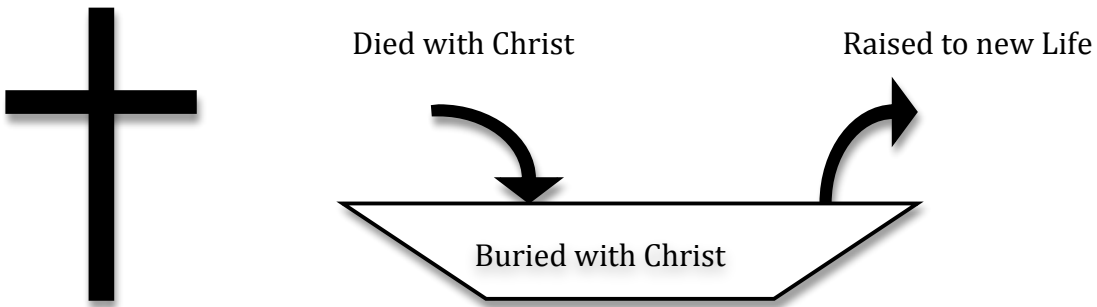 Died with Christ
Raised to new Life
Buried with Christ